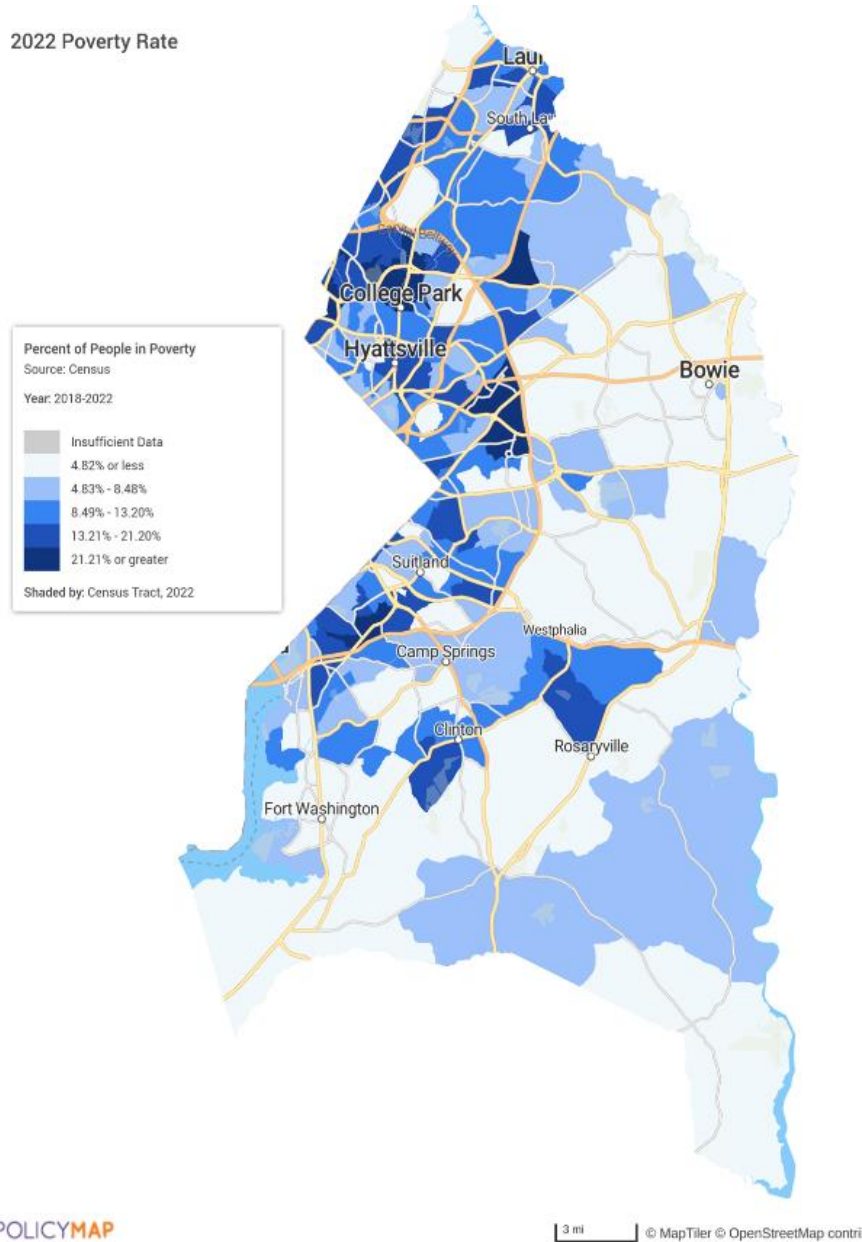 2022 Poverty Rate
Laur
South Lau
Capital Beltway
College Park
Hyattsville
Bowie
Percent of People in Poverty
Source: Census
Year: 2018-2022
Insufficient Data
4.82% or less
4.83% - 8.48%
8.49% - 13.20%
13.21% - 21.20%
21.21% or greater
Shaded by: Census Tract, 2022
Suitland
Westphalia
Camp Springs
Clinton
Rosaryville
Fort Washington
POLICYMAP
3 mi
© MapTiler © OpenStreetMap contri